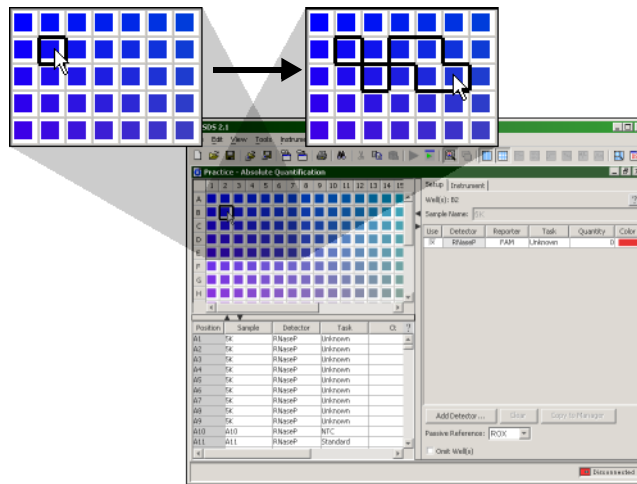 SDS 2.1
Edit View Tools Instrument
Practice - Absolute Quantification
1 2 3 4 5 6 7 8 9 10 11 12 13 14 15
A
B
C
D
E
F
G
H
Setup Instrument
Well(s): B2
Sample Name: 5K
Use Detector Reporter Task Quantity Color
RNaseP FAM Unknown 0
Position Sample Detector Task Ct
A1 5K RNaseP Unknown
A2 5K RNaseP Unknown
A3 5K RNaseP Unknown
A4 5K RNaseP Unknown
A5 5K RNaseP Unknown
A6 5K RNaseP Unknown
A7 5K RNaseP Unknown
A8 5K RNaseP Unknown
A9 5K RNaseP Unknown
A10 A10 RNaseP NTC
A11 A11 RNaseP Standard
Add Detector... Clear Copy to Manager
Passive Reference: ROX
Omit Well(s)
Disconnected